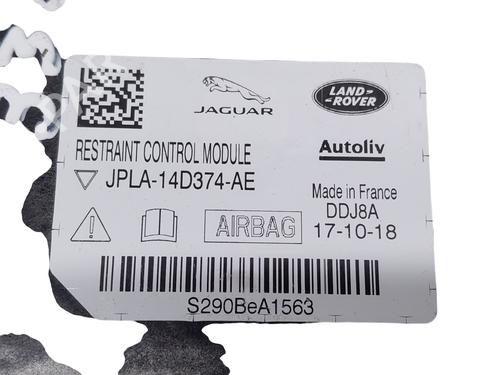 JAGUAR
LAND-
ROVER
RESTRAINT CONTROL MODULE
Autoliv
JPLA-14D374-AE
Made in France
DDJ8A
AIRBAG
17-10-18
S290BeA1563